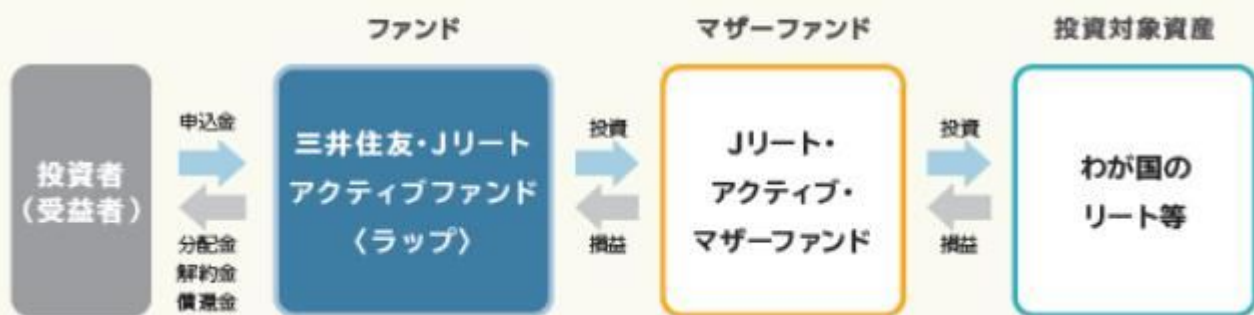 ファンド
マザーファンド
投資対象資産
投資者
（受益者）
申込金
分配金
解約金
償還金
三井住友・Jリート
アクティブファンド
〈ラップ〉
投資
損益
Jリート・
アクティブ・
マザーファンド
投資
損益
わが国の
リート等